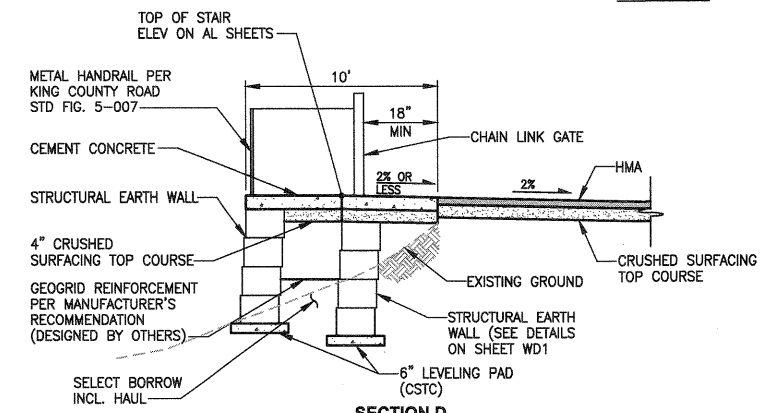 TOP OF STAIR
ELEV ON AL SHEETS
10'
METAL HANDRAIL PER
KING COUNTY ROAD
STD FIG. 5-007
18"
MIN
CHAIN LINK GATE
CEMENT CONCRETE
2% OR
LESS
2%
HMA
STRUCTURAL EARTH WALL
4" CRUSHED
SURFACING TOP COURSE
CRUSHED SURFACING
TOP COURSE
EXISTING GROUND
GEOGRID REINFORCEMENT
PER MANUFACTURER'S
RECOMMENDATION
(DESIGNED BY OTHERS)
STRUCTURAL EARTH
WALL (SEE DETAILS
ON SHEET WD1
6" LEVELING PAD
(CSTC)
SELECT BORROW
INCL. HAUL
SECTION D